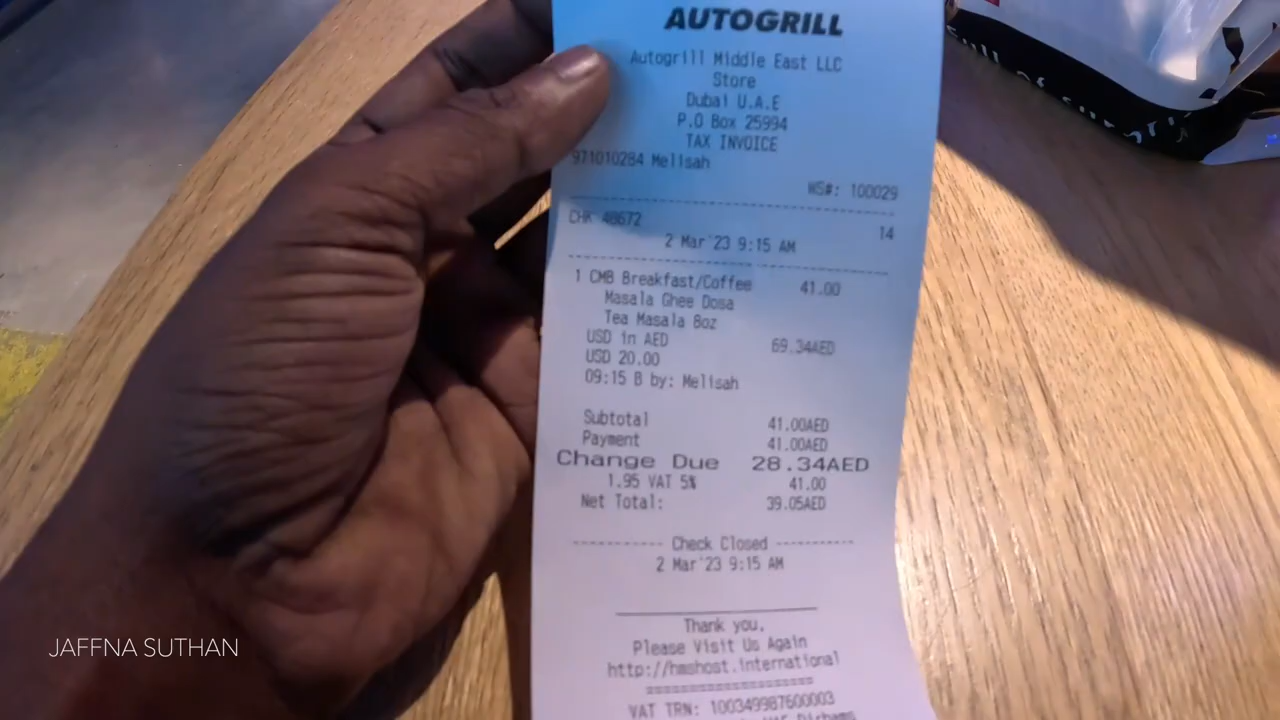 AUTOGRILL
Autogrill Middle East LLC
Store
Dubai U.A.E
P.O Box 25994
TAX INVOICE
971010284 Melisah
WS#: 100029
CHK 48672 14
2 Mar'23 9:15 AM
1 CMB Breakfast/Coffee 41.00
Masala Ghee Dosa
Tea Masala 8oz
USD in AED 69.34AED
USD 20.00
09:15 B by: Melisah
Subtotal 41.00AED
Payment 41.00AED
Change Due 28.34AED
1.95 VAT 5% 41.00
Net Total: 39.05AED
---------- Check Closed ----------
2 Mar'23 9:15 AM
Thank you,
Please Visit Us Again
http://hmshost.international
====================
VAT TRN: 100349987600003
Dirhams
full of
JAFFNA SUTHAN